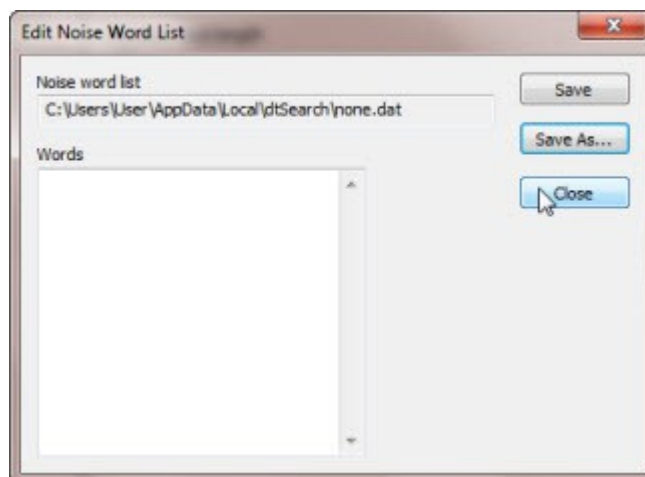 Edit Noise Word List
Noise word list
C:\Users\User\AppData\Local\dtSearch\none.dat
Save
Save As...
Words
Close